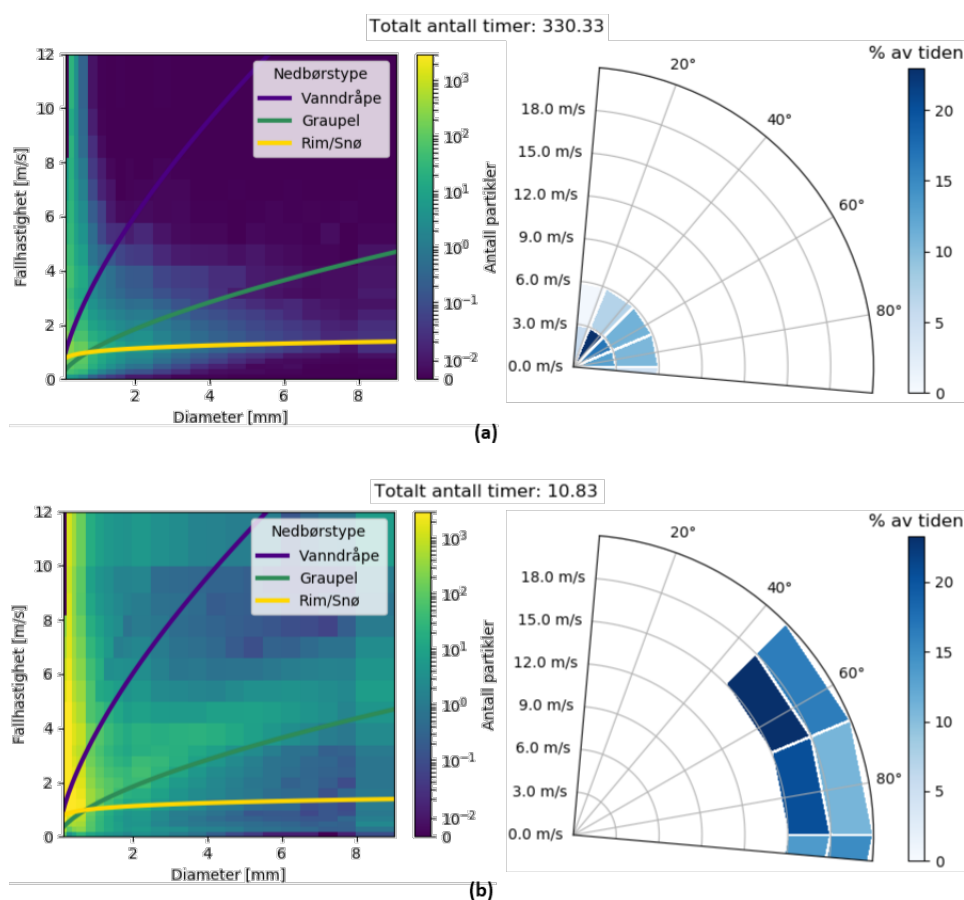 Totalt antall timer: 330.33
12
10
8
6
4
2
0
Fallhastighet [m/s]
2
4
6
8
Diameter [mm]
Nedbørstype
Vanndråpe
Graupel
Rim/Snø
10³
10²
10¹
10⁰
10⁻¹
10⁻²
0
Antall partikler
18.0 m/s
15.0 m/s
12.0 m/s
9.0 m/s
6.0 m/s
3.0 m/s
0.0 m/s
20°
40°
60°
80°
% av tiden
20
15
10
5
0
(a)
Totalt antall timer: 10.83
12
10
8
6
4
2
0
Fallhastighet [m/s]
2
4
6
8
Diameter [mm]
Nedbørstype
Vanndråpe
Graupel
Rim/Snø
10³
10²
10¹
10⁰
10⁻¹
10⁻²
0
Antall partikler
18.0 m/s
15.0 m/s
12.0 m/s
9.0 m/s
6.0 m/s
3.0 m/s
0.0 m/s
20°
40°
60°
80°
% av tiden
20
15
10
5
0
(b)